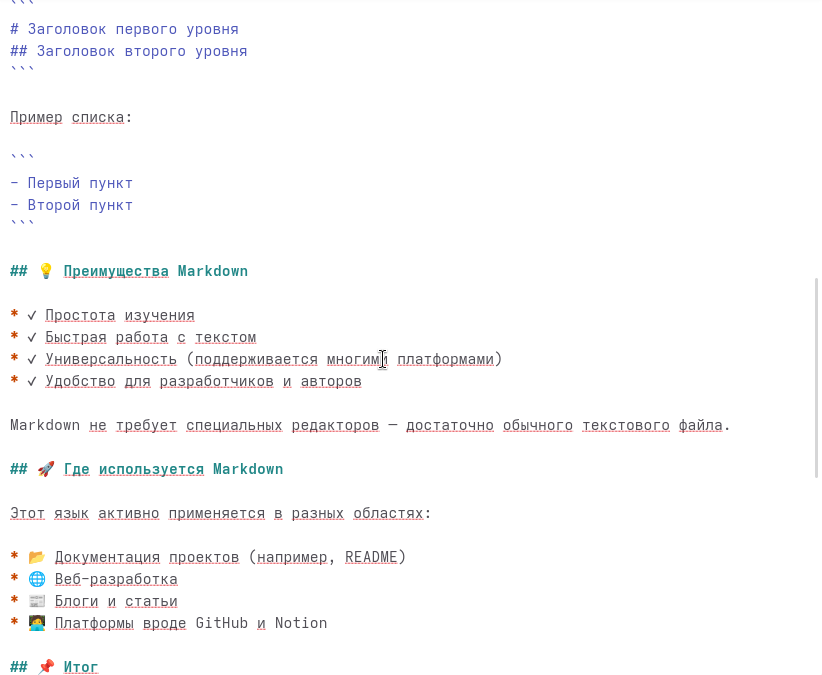 ```
# Заголовок первого уровня
## Заголовок второго уровня
```
Пример списка:
```
- Первый пункт
- Второй пункт
```
## 💡 Преимущества Markdown
* ✓ Простота изучения
* ✓ Быстрая работа с текстом
* ✓ Универсальность (поддерживается многими платформами)
* ✓ Удобство для разработчиков и авторов
Markdown не требует специальных редакторов — достаточно обычного текстового файла.
## 🚀 Где используется Markdown
Этот язык активно применяется в разных областях:
* 📂 Документация проектов (например, README)
* 🌐 Веб-разработка
* 📰 Блоги и статьи
* 🧑‍💻 Платформы вроде GitHub и Notion
## 📌 Итог